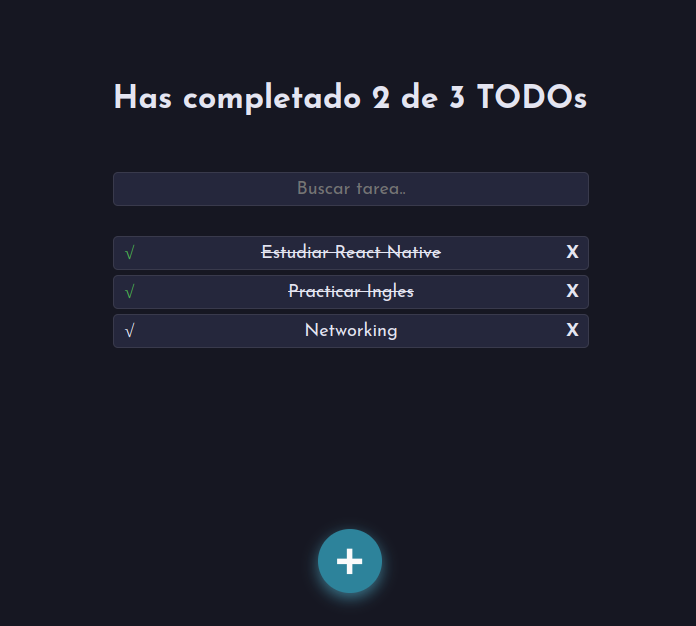 Has completado 2 de 3 TODOs
Buscar tarea..
√ Estudiar React Native X
√ Practicar Ingles X
√ Networking X
+